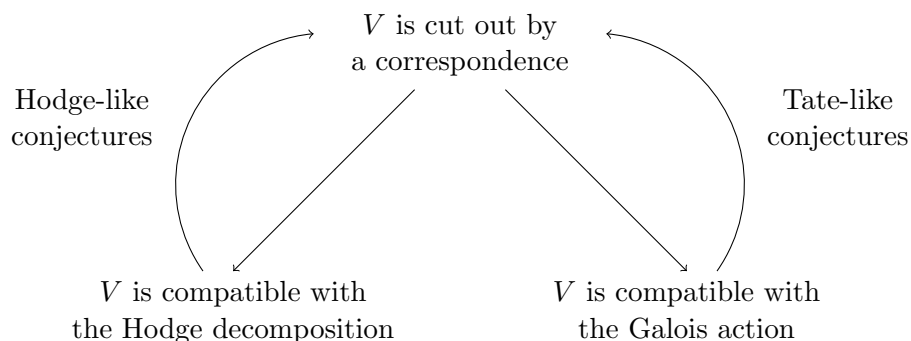 V is cut out by
a correspondence
Hodge-like
conjectures
Tate-like
conjectures
V is compatible with
the Hodge decomposition
V is compatible with
the Galois action